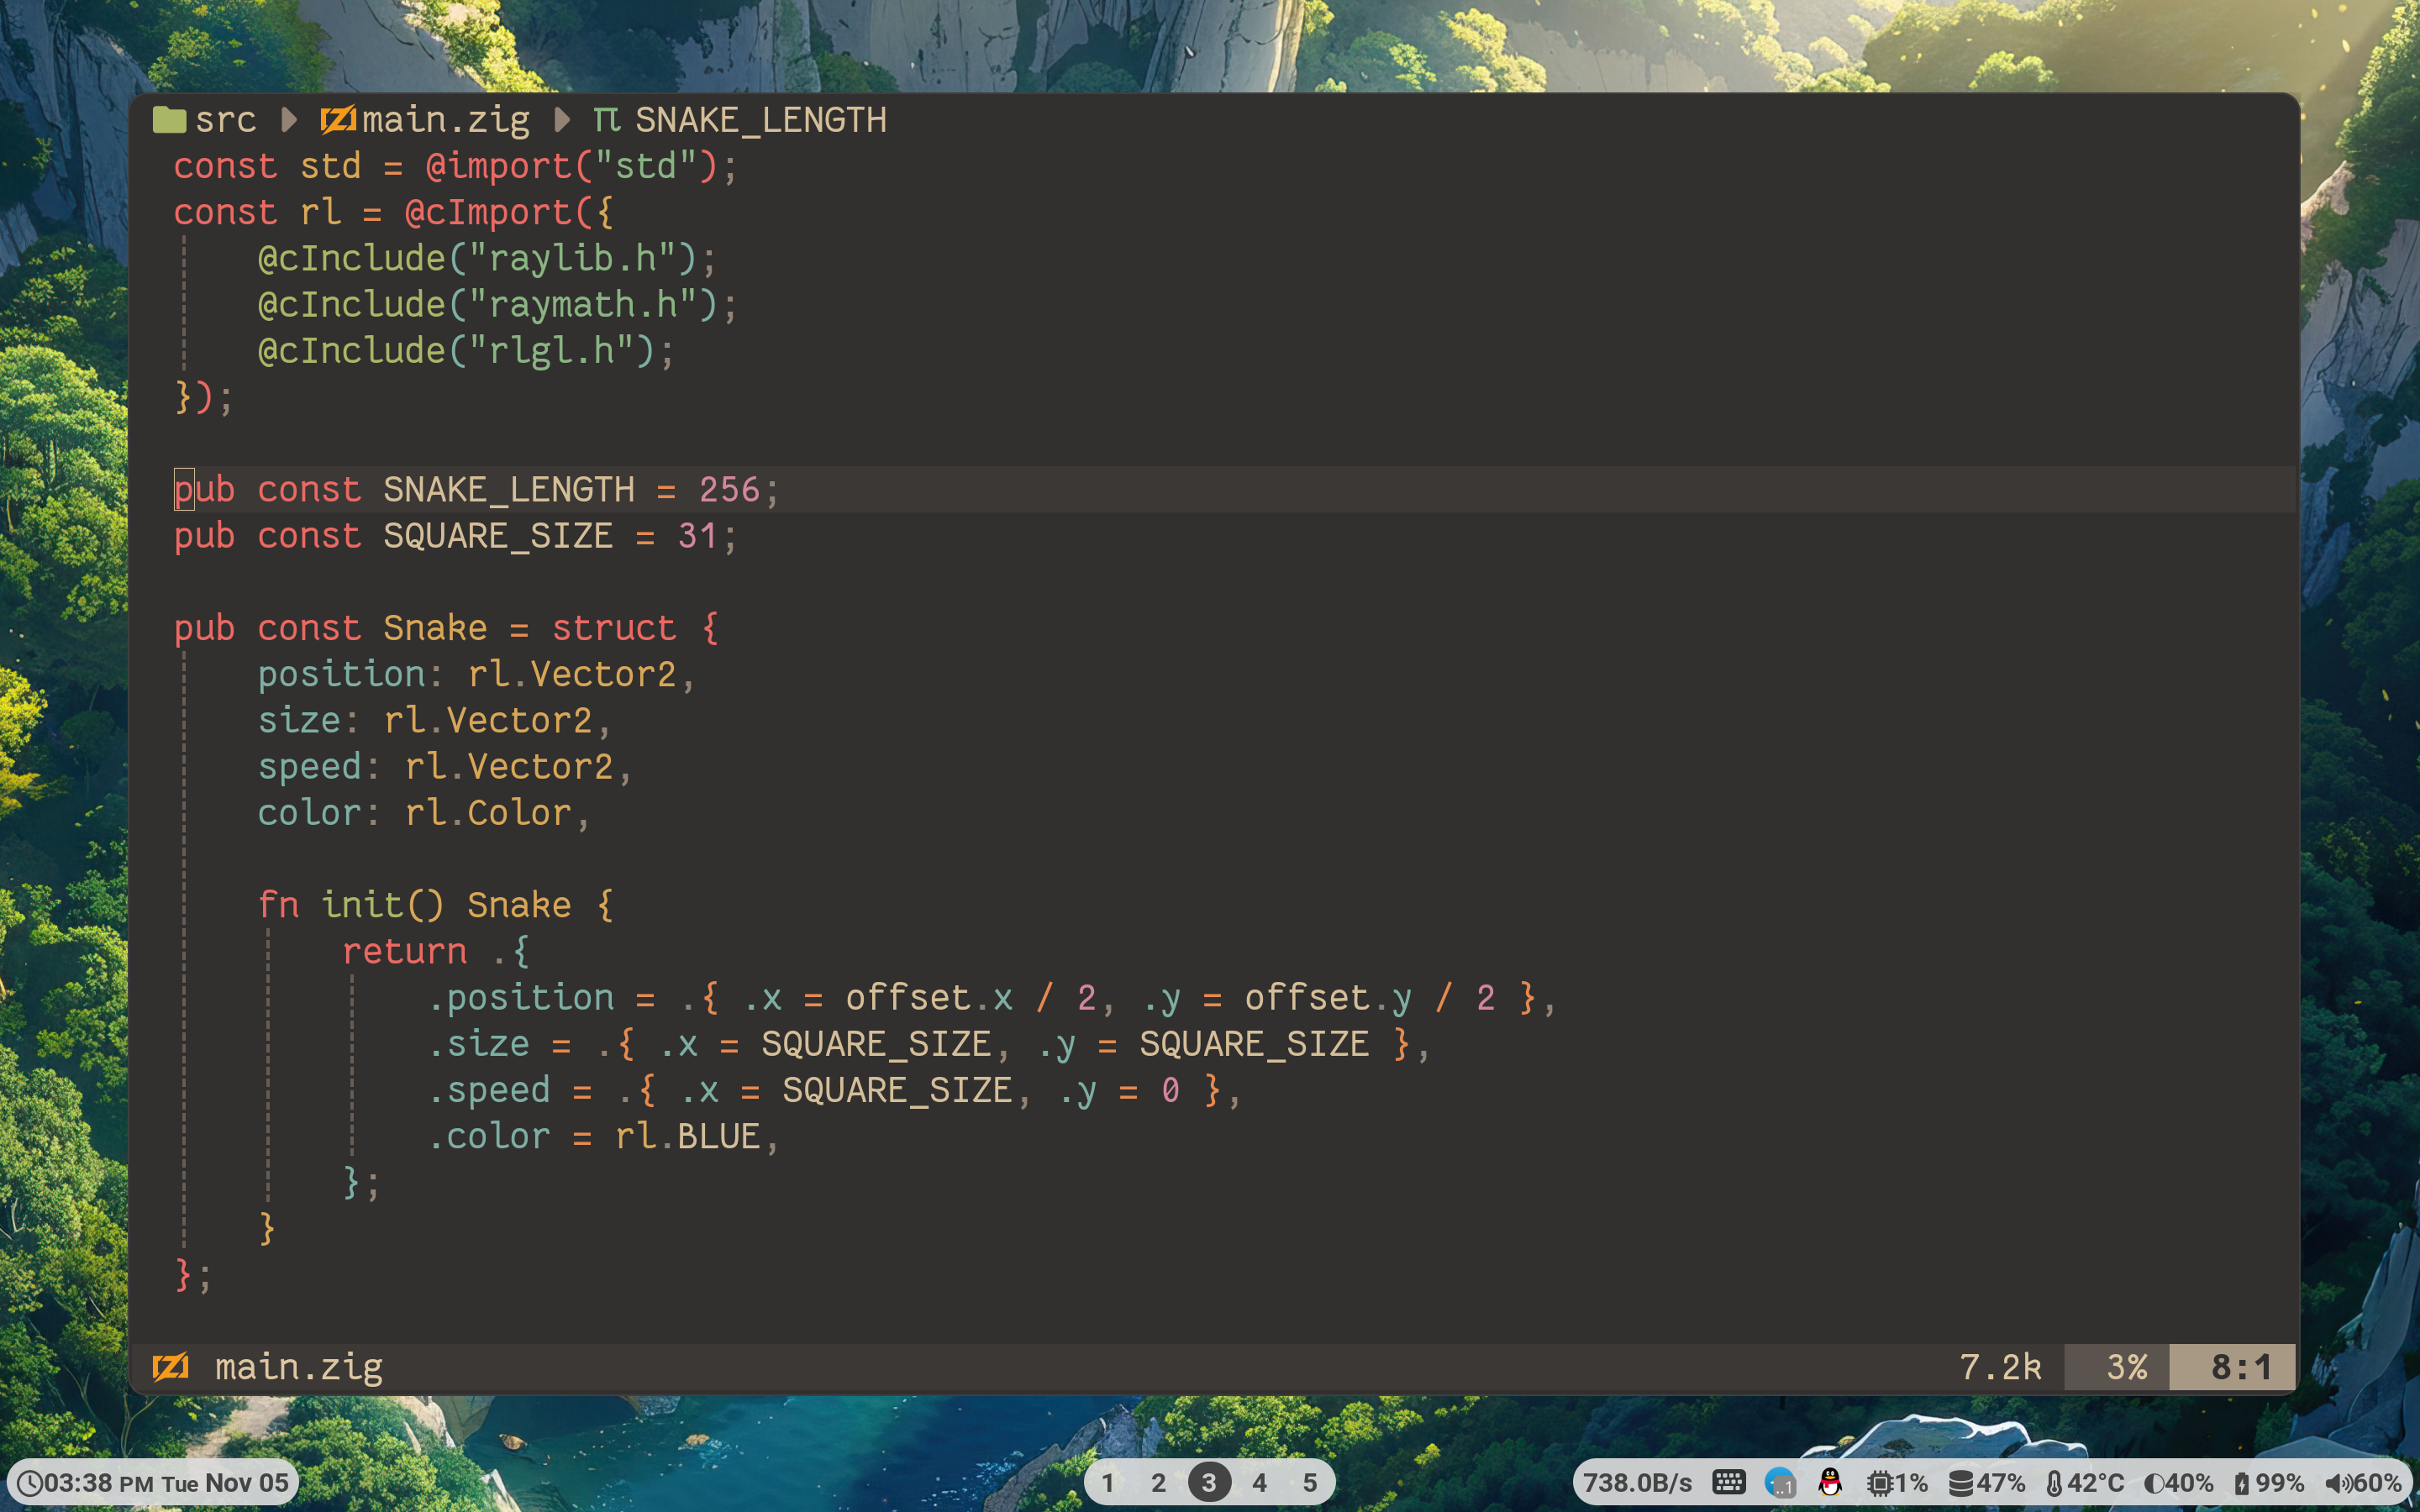 src main.zig π SNAKE_LENGTH
const std = @import("std");
const rl = @cImport({
    @cInclude("raylib.h");
    @cInclude("raymath.h");
    @cInclude("rlgl.h");
});
pub const SNAKE_LENGTH = 256;
pub const SQUARE_SIZE = 31;
pub const Snake = struct {
    position: rl.Vector2,
    size: rl.Vector2,
    speed: rl.Vector2,
    color: rl.Color,
    fn init() Snake {
        return .{
            .position = .{ .x = offset.x / 2, .y = offset.y / 2 },
            .size = .{ .x = SQUARE_SIZE, .y = SQUARE_SIZE },
            .speed = .{ .x = SQUARE_SIZE, .y = 0 },
            .color = rl.BLUE,
        };
    }
};
main.zig 7.2k 3% 8:1
03:38 PM Tue Nov 05 1 2 3 4 5 738.0B/s ..1 1% 47% 42°C 40% 99% 60%